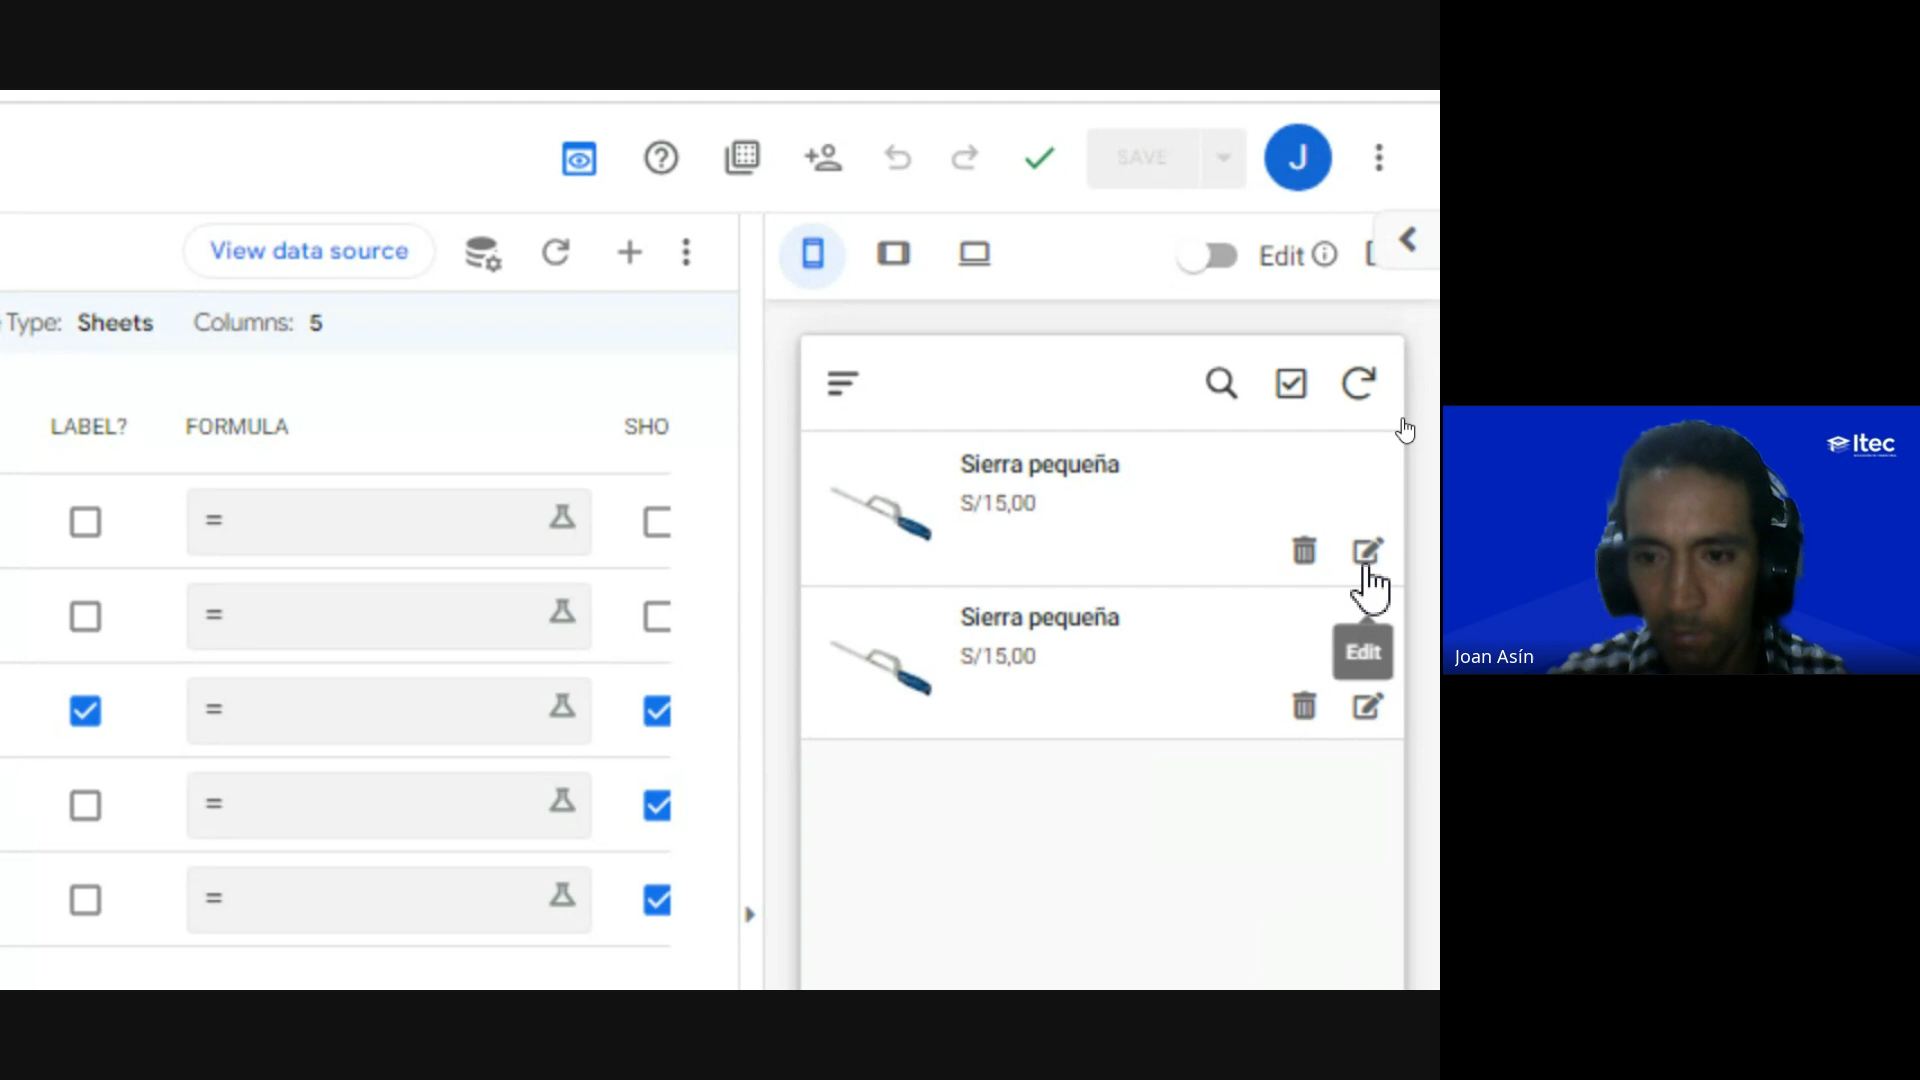 SAVE
J
View data source
Edit
Type: Sheets Columns: 5
LABEL? FORMULA SHO
=
=
=
=
=
Sierra pequeña
S/15,00
Sierra pequeña
S/15,00
Edit
Itec
Joan Asín